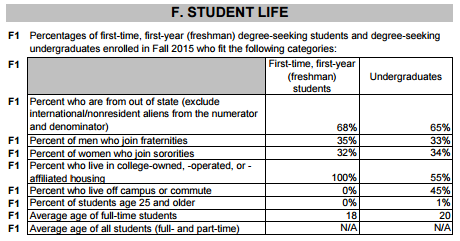 F. STUDENT LIFE
F1 Percentages of first-time, first-year (freshman) degree-seeking students and degree-seeking
undergraduates enrolled in Fall 2015 who fit the following categories:
F1 First-time, first-year
(freshman)
students Undergraduates
F1 Percent who are from out of state (exclude
international/nonresident aliens from the numerator
and denominator) 68% 65%
F1 Percent of men who join fraternities 35% 33%
F1 Percent of women who join sororities 32% 34%
F1 Percent who live in college-owned, -operated, or -
affiliated housing 100% 55%
F1 Percent who live off campus or commute 0% 45%
F1 Percent of students age 25 and older 0% 1%
F1 Average age of full-time students 18 20
F1 Average age of all students (full- and part-time) N/A N/A